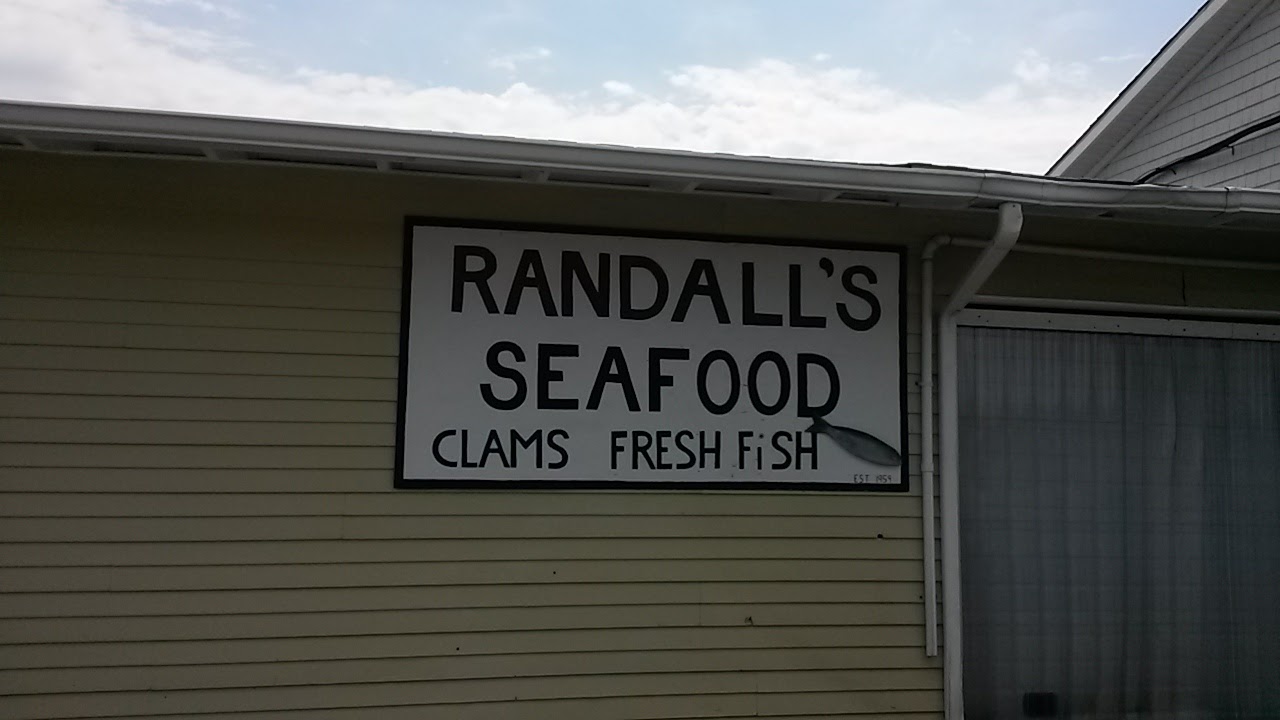 RANDALL'S
SEAFOOD
CLAMS FRESH FiSH
EST. 1959